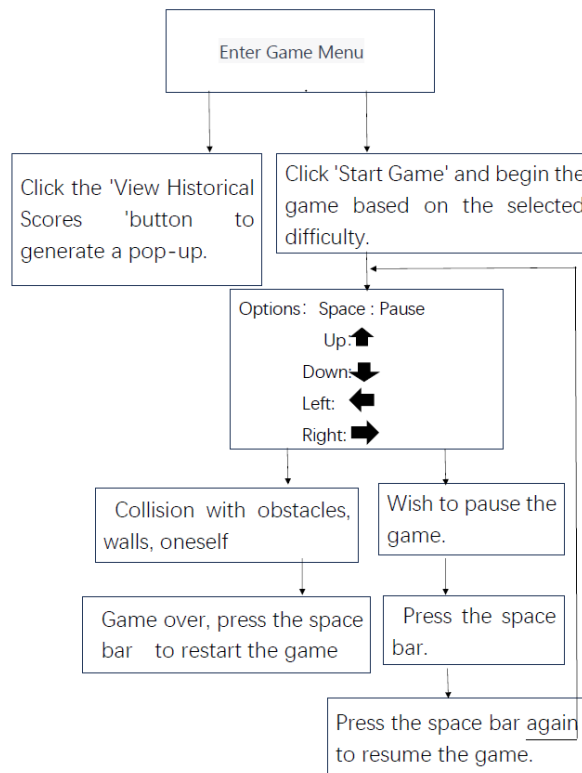 Enter Game Menu
Click the 'View Historical
Scores 'button to
generate a pop-up.
Click 'Start Game' and begin the
game based on the selected
difficulty.
Options: Space : Pause
Up:
Down:
Left:
Right:
Collision with obstacles,
walls, oneself
Wish to pause the
game.
Game over, press the space
bar to restart the game
Press the space
bar.
Press the space bar again
to resume the game.